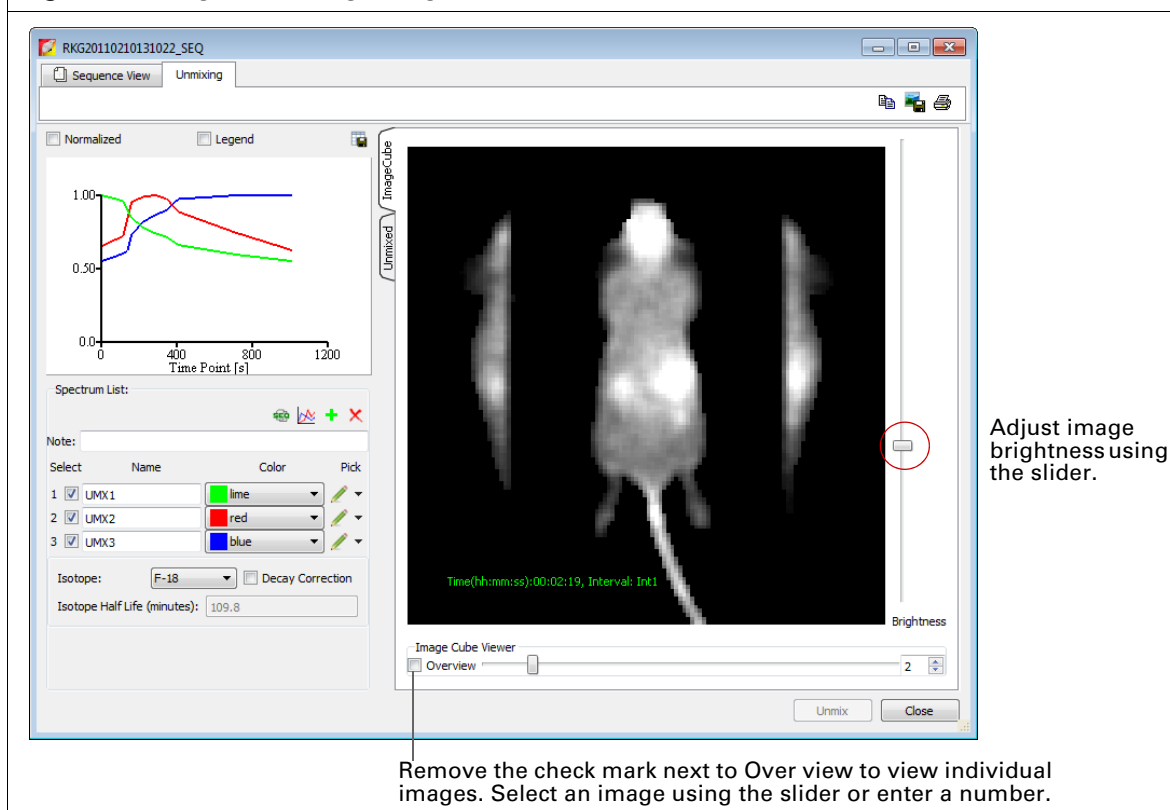 RKG20110210131022_SEQ
Sequence View
Unmixing
Normalized
Legend
1.00
0.50
0.0
0
400
800
1200
Time Point [s]
Spectrum List:
SEQ
Note:
Select
Name
Color
Pick
1
UMX1
lime
2
UMX2
red
3
UMX3
blue
Isotope:
F-18
Decay Correction
Isotope Half Life (minutes):
109.8
ImageCube
Unmixed
Time(hh:mm:ss):00:02:19, Interval: Int1
Brightness
Image Cube Viewer
Overview
2
Unmix
Close
Adjust image
brightness using
the slider.
Remove the check mark next to Over view to view individual
images. Select an image using the slider or enter a number.